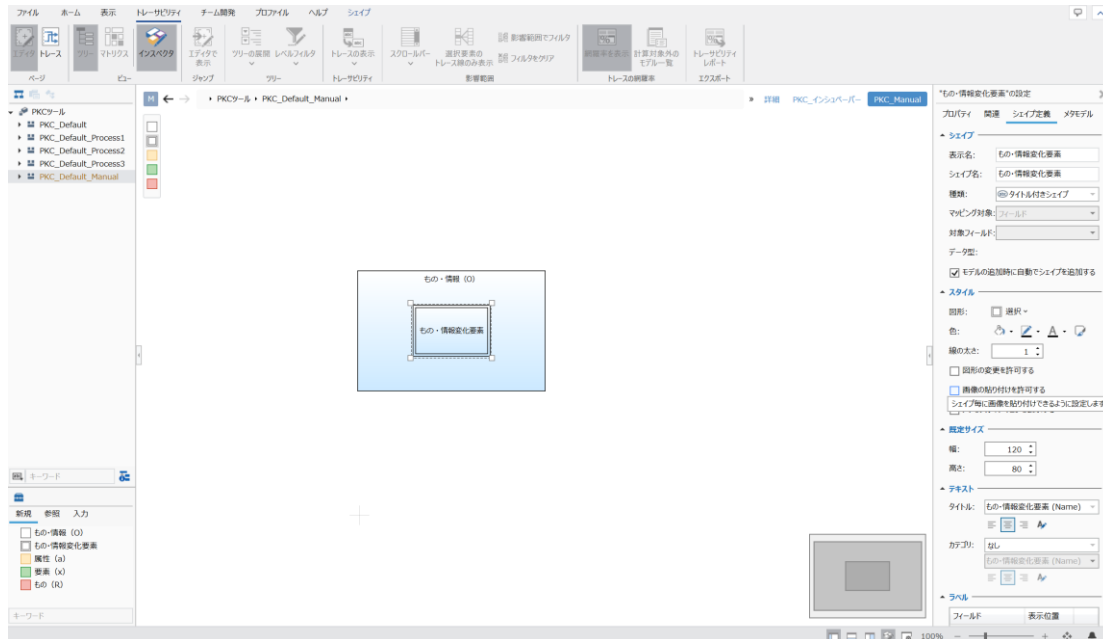 ファイル ホーム 表示 トレーサビリティ チーム開発 プロファイル ヘルプ シェイプ
エディタ トレース ツリー マトリクス インスペクタ エディタで表示 ツリーの展開 レベルフィルタ トレースの表示 スクロールバー 選択要素のトレース線のみ表示 影響範囲でフィルタ フィルタをクリア 網羅率を表示 計算対象外のモデル一覧 トレーサビリティレポート
ページ ビュー ジャンプ ツリー トレーサビリティ 影響範囲 トレースの網羅率 エクスポート
PKCツール
PKC_Default
PKC_Default_Process1
PKC_Default_Process2
PKC_Default_Process3
PKC_Default_Manual
キーワード
新規 参照 入力
もの・情報 (O)
もの・情報変化要素
属性 (a)
要素 (x)
もの (R)
キーワード
M PKCツール PKC_Default_Manual
詳細 PKC_インシュペーパー PKC_Manual
もの・情報 (O)
もの・情報変化要素
"もの・情報変化要素"の設定
プロパティ 関連 シェイプ定義 メタモデル
シェイプ
表示名: もの・情報変化要素
シェイプ名: もの・情報変化要素
種類: タイトル付きシェイプ
マッピング対象: フィールド
対象フィールド:
データ型:
モデルの追加時に自動でシェイプを追加する
スタイル
図形: 選択
色:
線の太さ: 1
図形の変更を許可する
画像の貼り付けを許可する
シェイプ毎に画像を貼り付けできるように設定します
既定サイズ
幅: 120
高さ: 80
テキスト
タイトル: もの・情報変化要素 (Name)
カテゴリ: なし
もの・情報変化要素 (Name)
ラベル
フィールド 表示位置
100%